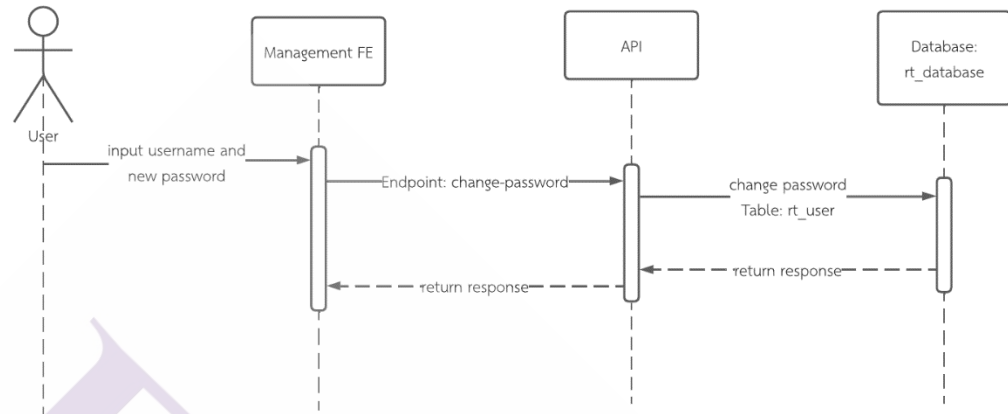 Management FE
API
Database:
rt_database
User
input username and
new password
Endpoint: change-password
change password
Table: rt_user
return response
return response